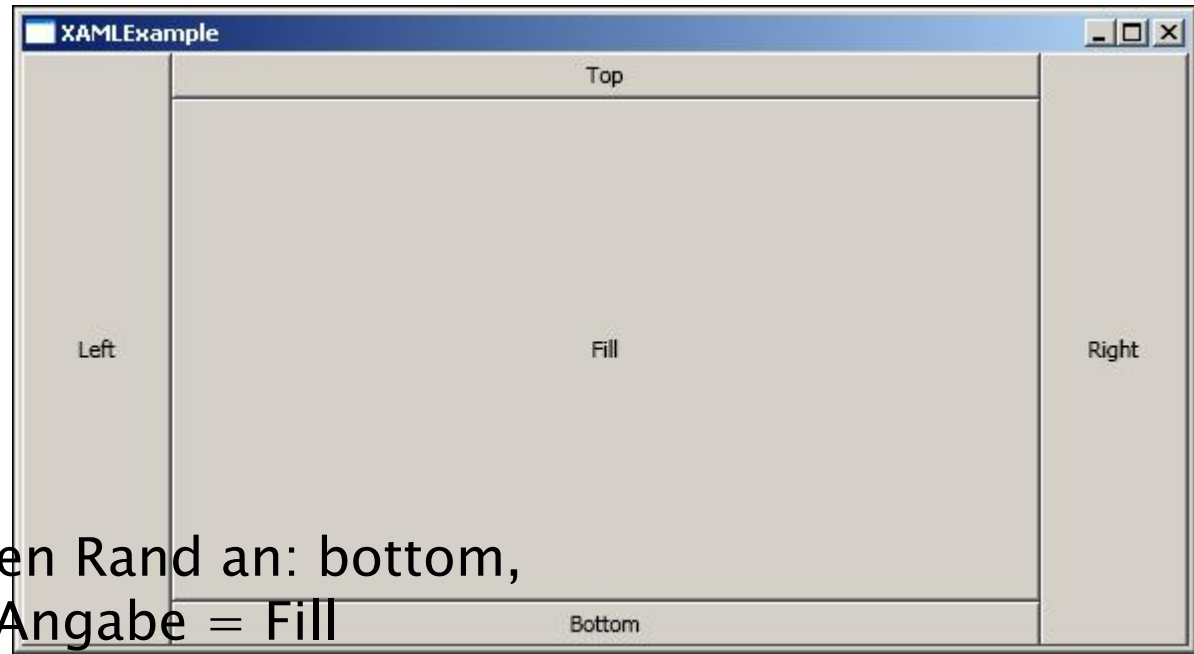 XAMLExample
Top
Left
Fill
Right
en Rand an: bottom,
Angabe = Fill
Bottom